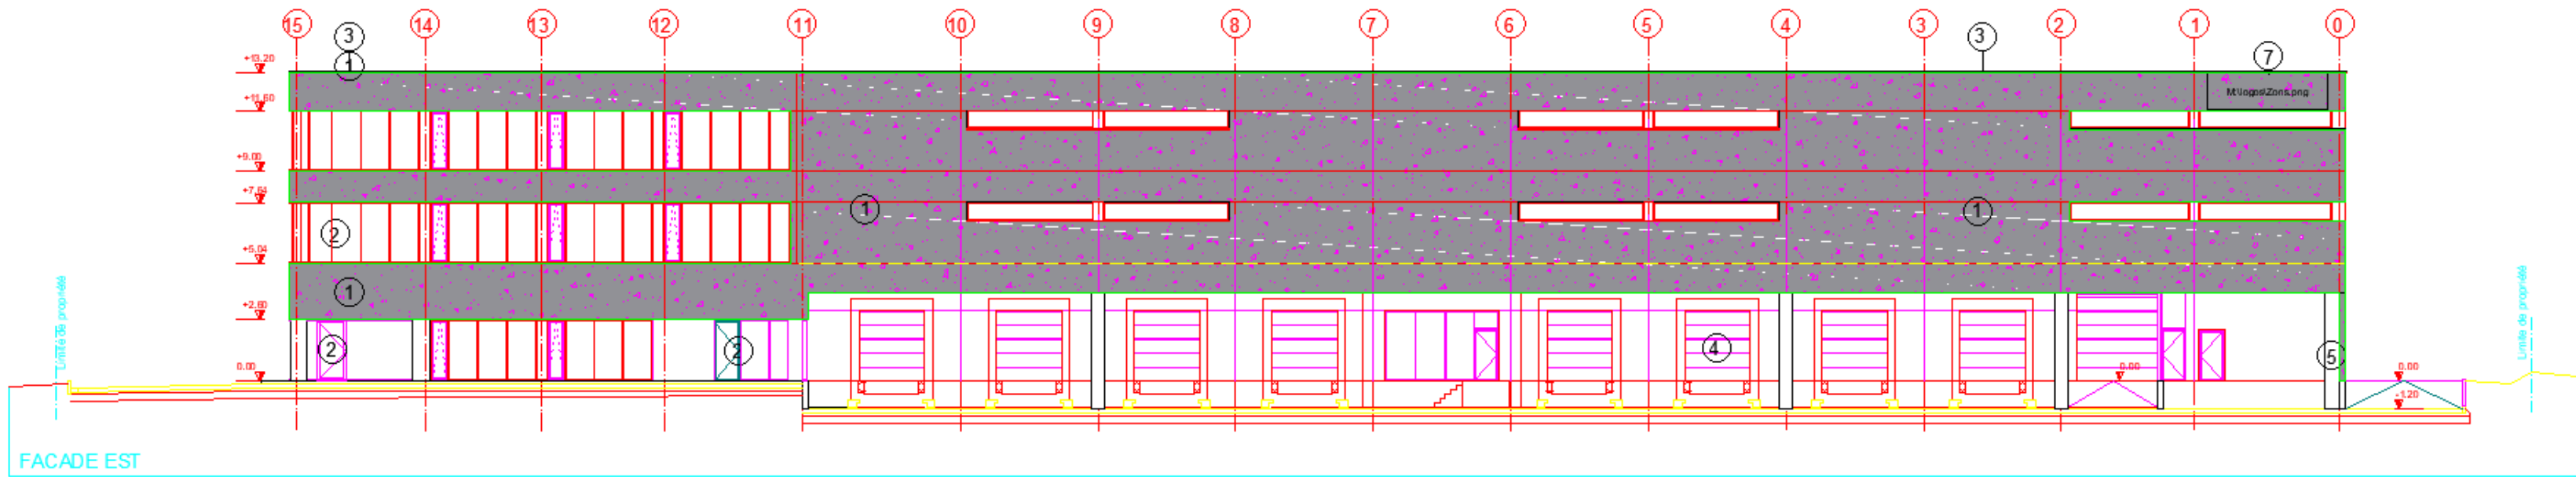 15 14 13 12 11 10 9 8 7 6 5 4 3 2 1 0
3 3
1 7
+13.20
M:\logos\Zons.png
+11.60
+9.00
+7.64
1 1
2
+5.04
1
+2.60
2 2 4 5
0.00 0.00 0.00
-1.20
Limite de propriété
Limite de propriété
FACADE EST